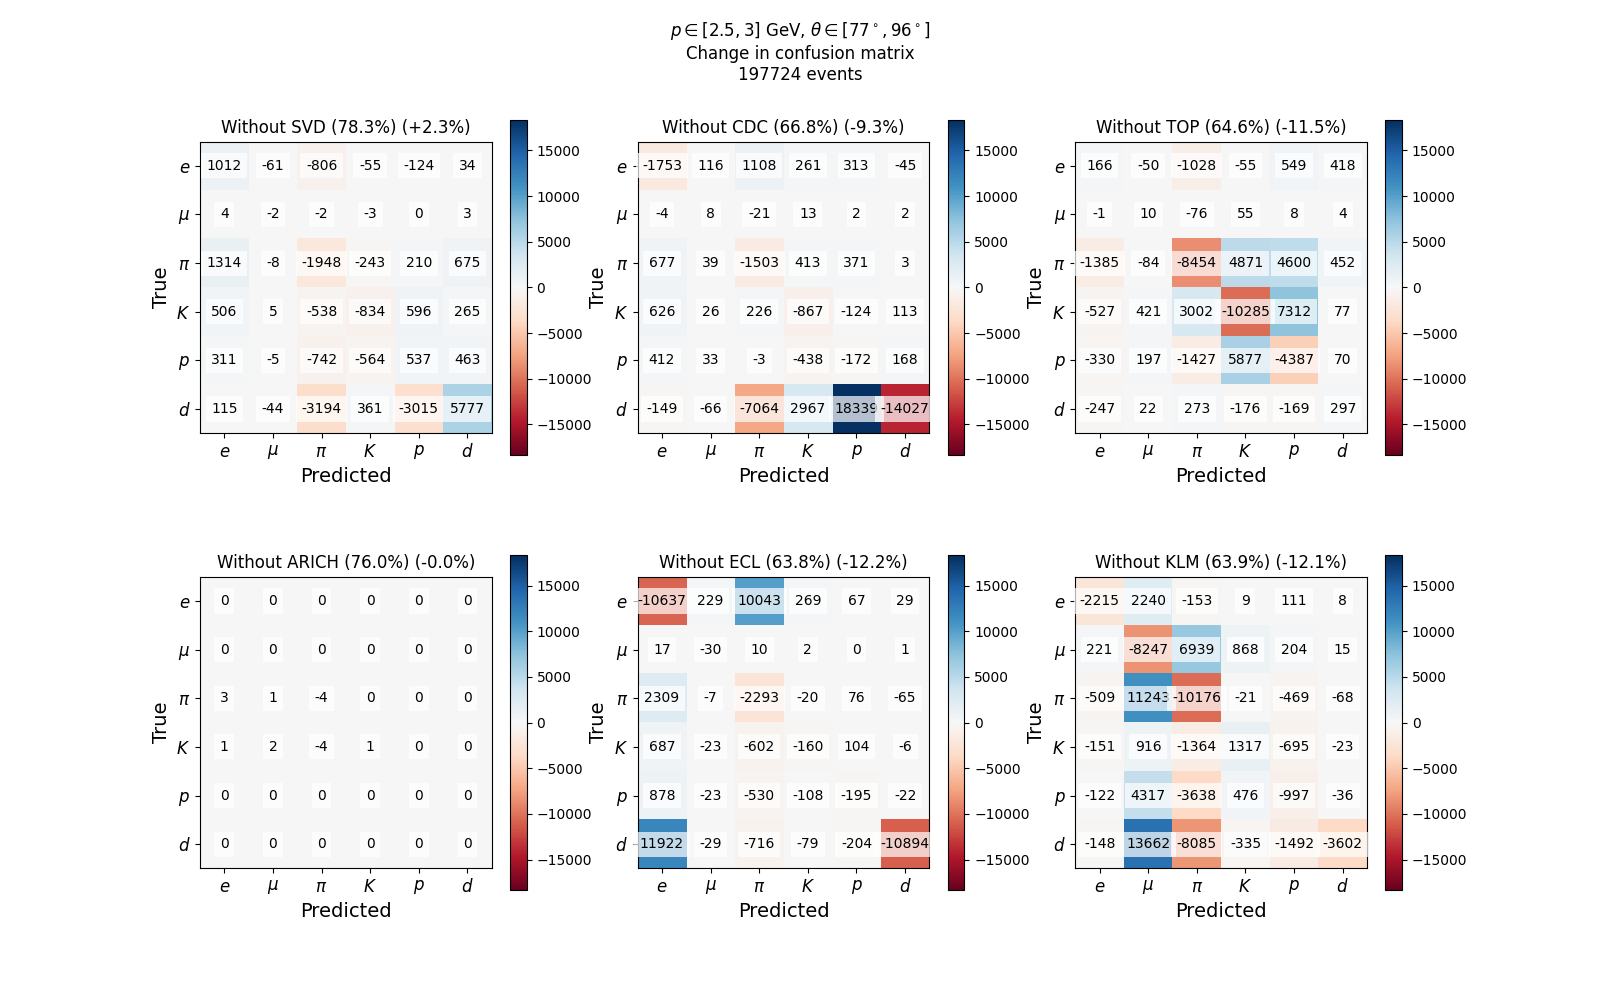 p ∈ [2.5, 3] GeV, θ ∈ [77°, 96°]
Change in confusion matrix
197724 events
Without SVD (78.3%) (+2.3%)
True
e 1012 -61 -806 -55 -124 34
μ 4 -2 -2 -3 0 3
π 1314 -8 -1948 -243 210 675
K 506 5 -538 -834 596 265
p 311 -5 -742 -564 537 463
d 115 -44 -3194 361 -3015 5777
e μ π K p d
Predicted
15000
10000
5000
0
−5000
−10000
−15000
Without CDC (66.8%) (-9.3%)
True
e -1753 116 1108 261 313 -45
μ -4 8 -21 13 2 2
π 677 39 -1503 413 371 3
K 626 26 226 -867 -124 113
p 412 33 -3 -438 -172 168
d -149 -66 -7064 2967 18339 -14027
e μ π K p d
Predicted
15000
10000
5000
0
−5000
−10000
−15000
Without TOP (64.6%) (-11.5%)
True
e 166 -50 -1028 -55 549 418
μ -1 10 -76 55 8 4
π -1385 -84 -8454 4871 4600 452
K -527 421 3002 -10285 7312 77
p -330 197 -1427 5877 -4387 70
d -247 22 273 -176 -169 297
e μ π K p d
Predicted
15000
10000
5000
0
−5000
−10000
−15000
Without ARICH (76.0%) (-0.0%)
True
e 0 0 0 0 0 0
μ 0 0 0 0 0 0
π 3 1 -4 0 0 0
K 1 2 -4 1 0 0
p 0 0 0 0 0 0
d 0 0 0 0 0 0
e μ π K p d
Predicted
15000
10000
5000
0
−5000
−10000
−15000
Without ECL (63.8%) (-12.2%)
True
e -10637 229 10043 269 67 29
μ 17 -30 10 2 0 1
π 2309 -7 -2293 -20 76 -65
K 687 -23 -602 -160 104 -6
p 878 -23 -530 -108 -195 -22
d 11922 -29 -716 -79 -204 -10894
e μ π K p d
Predicted
15000
10000
5000
0
−5000
−10000
−15000
Without KLM (63.9%) (-12.1%)
True
e -2215 2240 -153 9 111 8
μ 221 -8247 6939 868 204 15
π -509 11243 -10176 -21 -469 -68
K -151 916 -1364 1317 -695 -23
p -122 4317 -3638 476 -997 -36
d -148 13662 -8085 -335 -1492 -3602
e μ π K p d
Predicted
15000
10000
5000
0
−5000
−10000
−15000